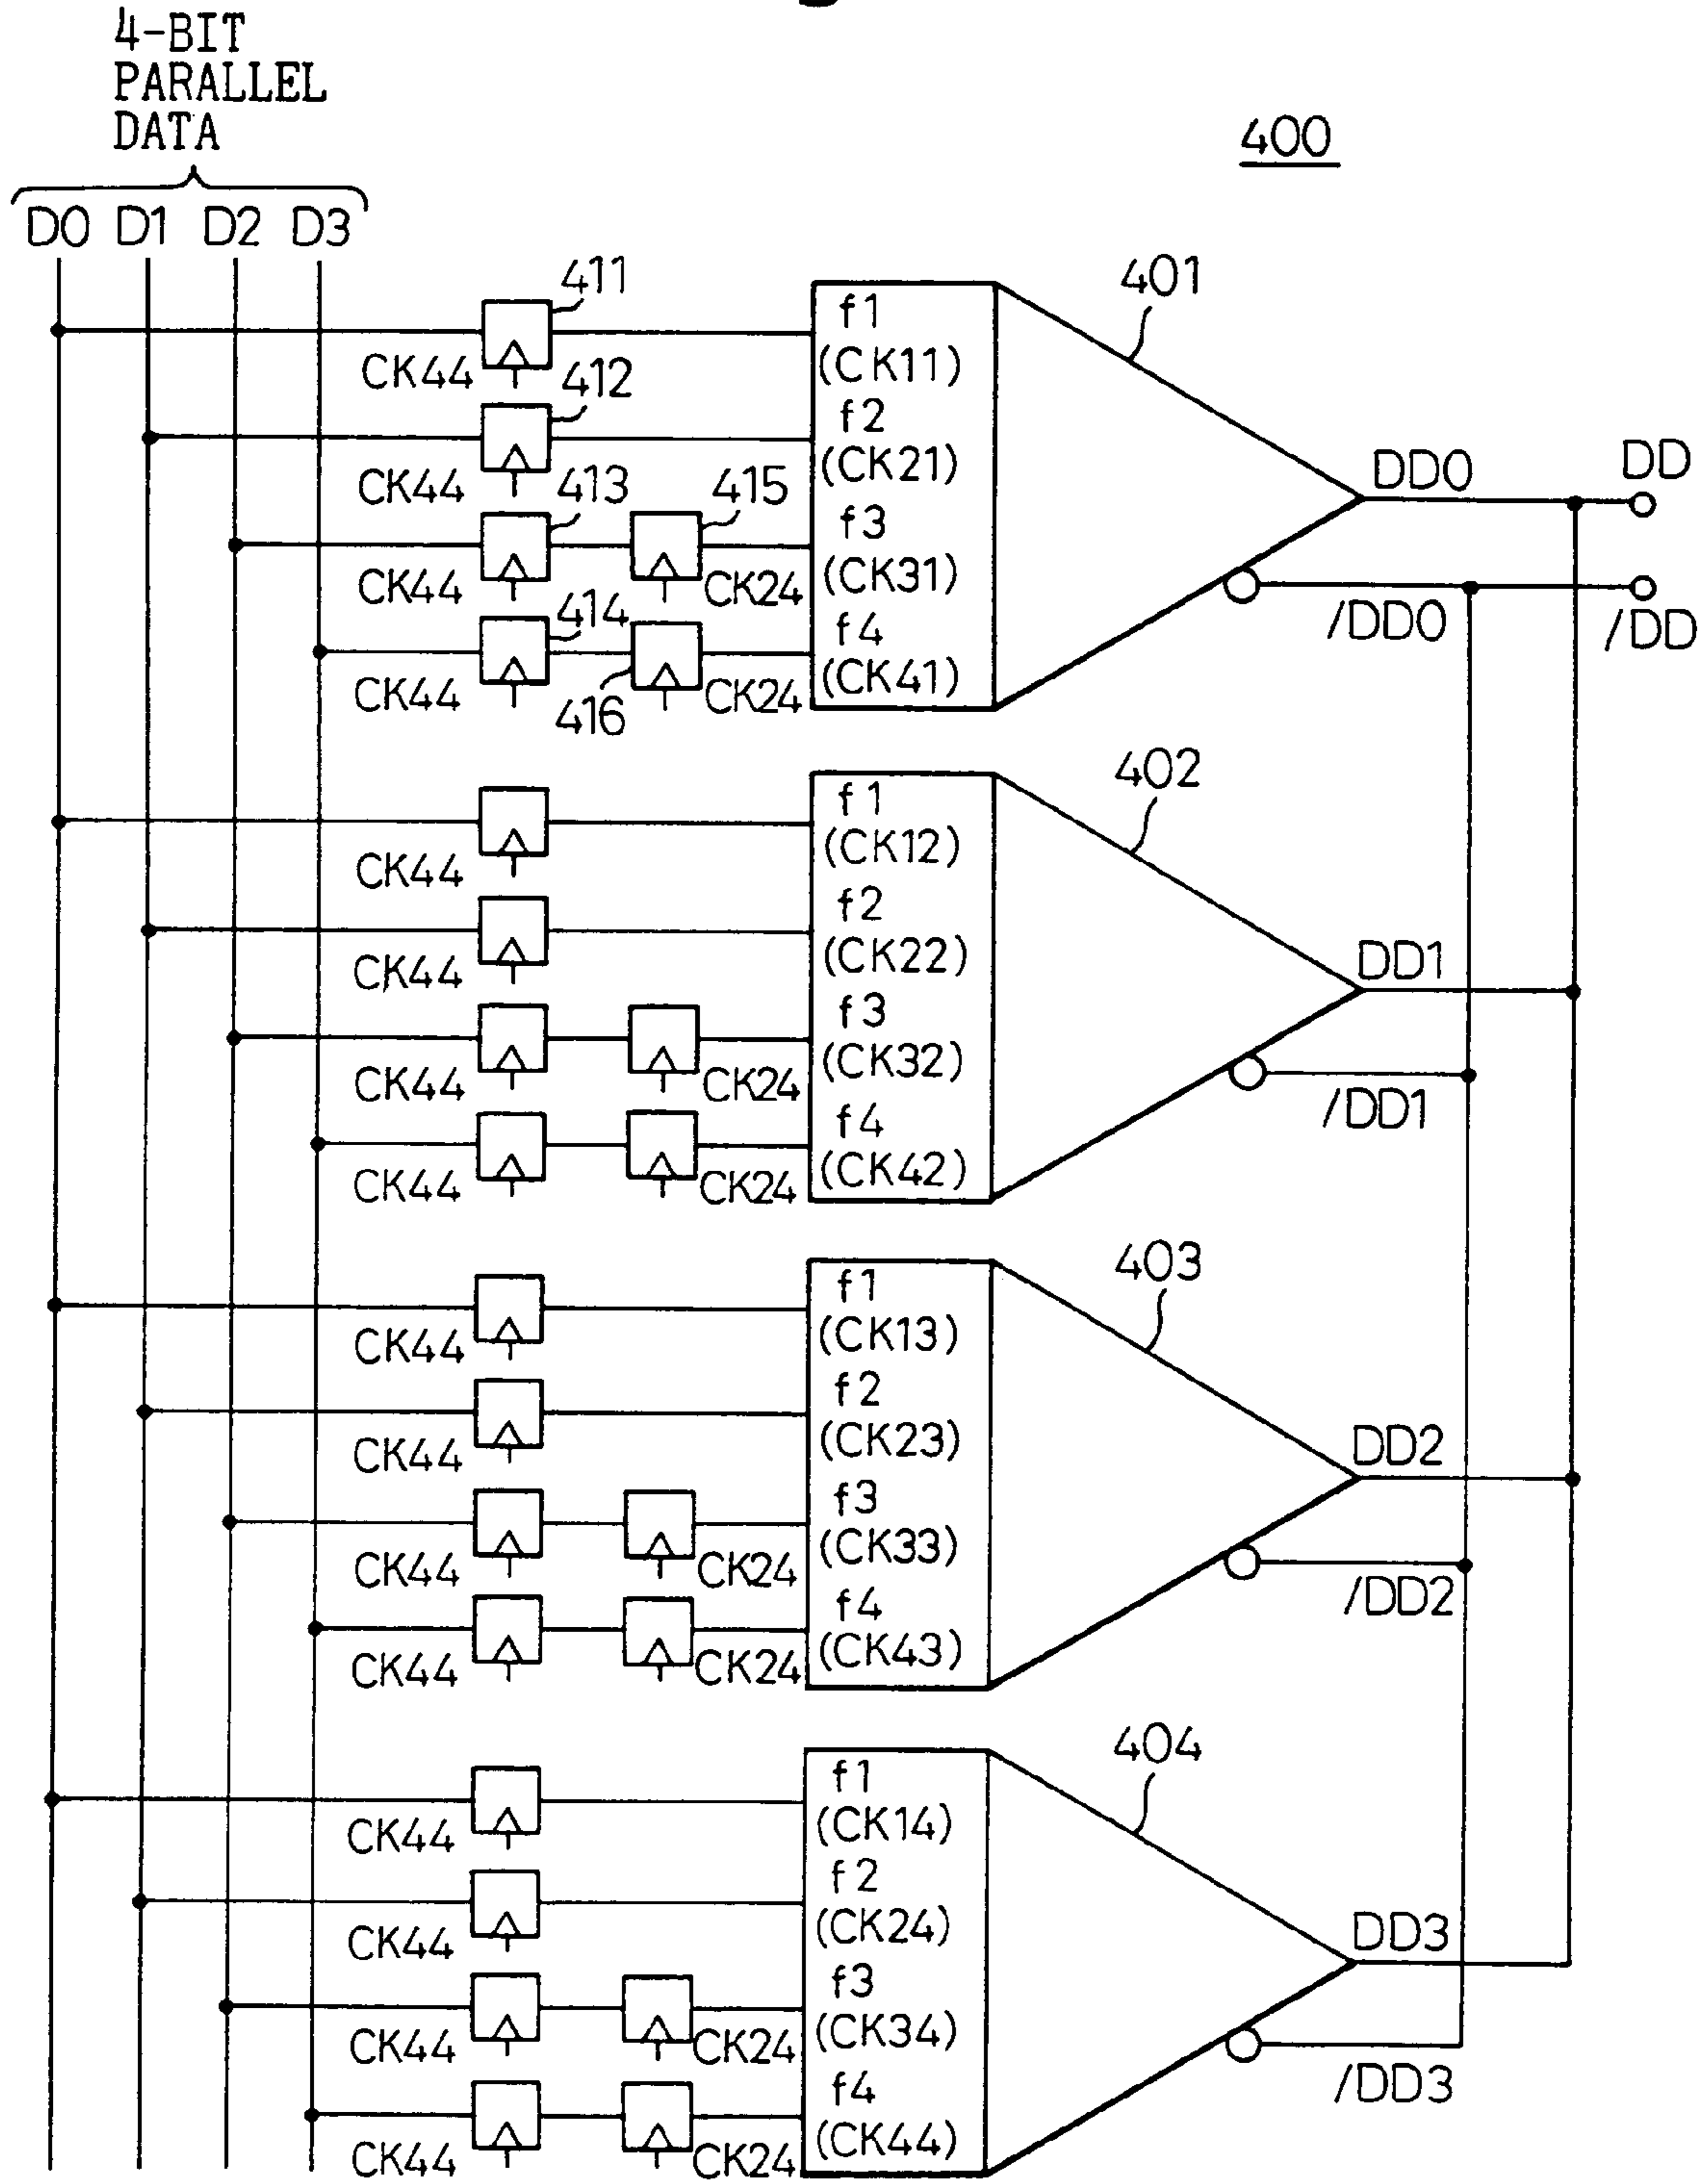 4-BIT
PARALLEL
DATA
400
D0 D1 D2 D3
411
401
f1
CK44
(CK11)
412
f2
CK44
(CK21)
DD0
DD
413
415
f3
CK44
CK24
(CK31)
/DD0
/DD
414
f4
CK44
416
CK24
(CK41)
402
f1
CK44
(CK12)
f2
CK44
(CK22)
DD1
f3
CK44
CK24
(CK32)
/DD1
f4
CK44
CK24
(CK42)
403
f1
CK44
(CK13)
f2
CK44
(CK23)
DD2
f3
CK44
CK24
(CK33)
/DD2
f4
CK44
CK24
(CK43)
404
f1
CK44
(CK14)
f2
CK44
(CK24)
DD3
f3
CK44
CK24
(CK34)
/DD3
f4
CK44
CK24
(CK44)